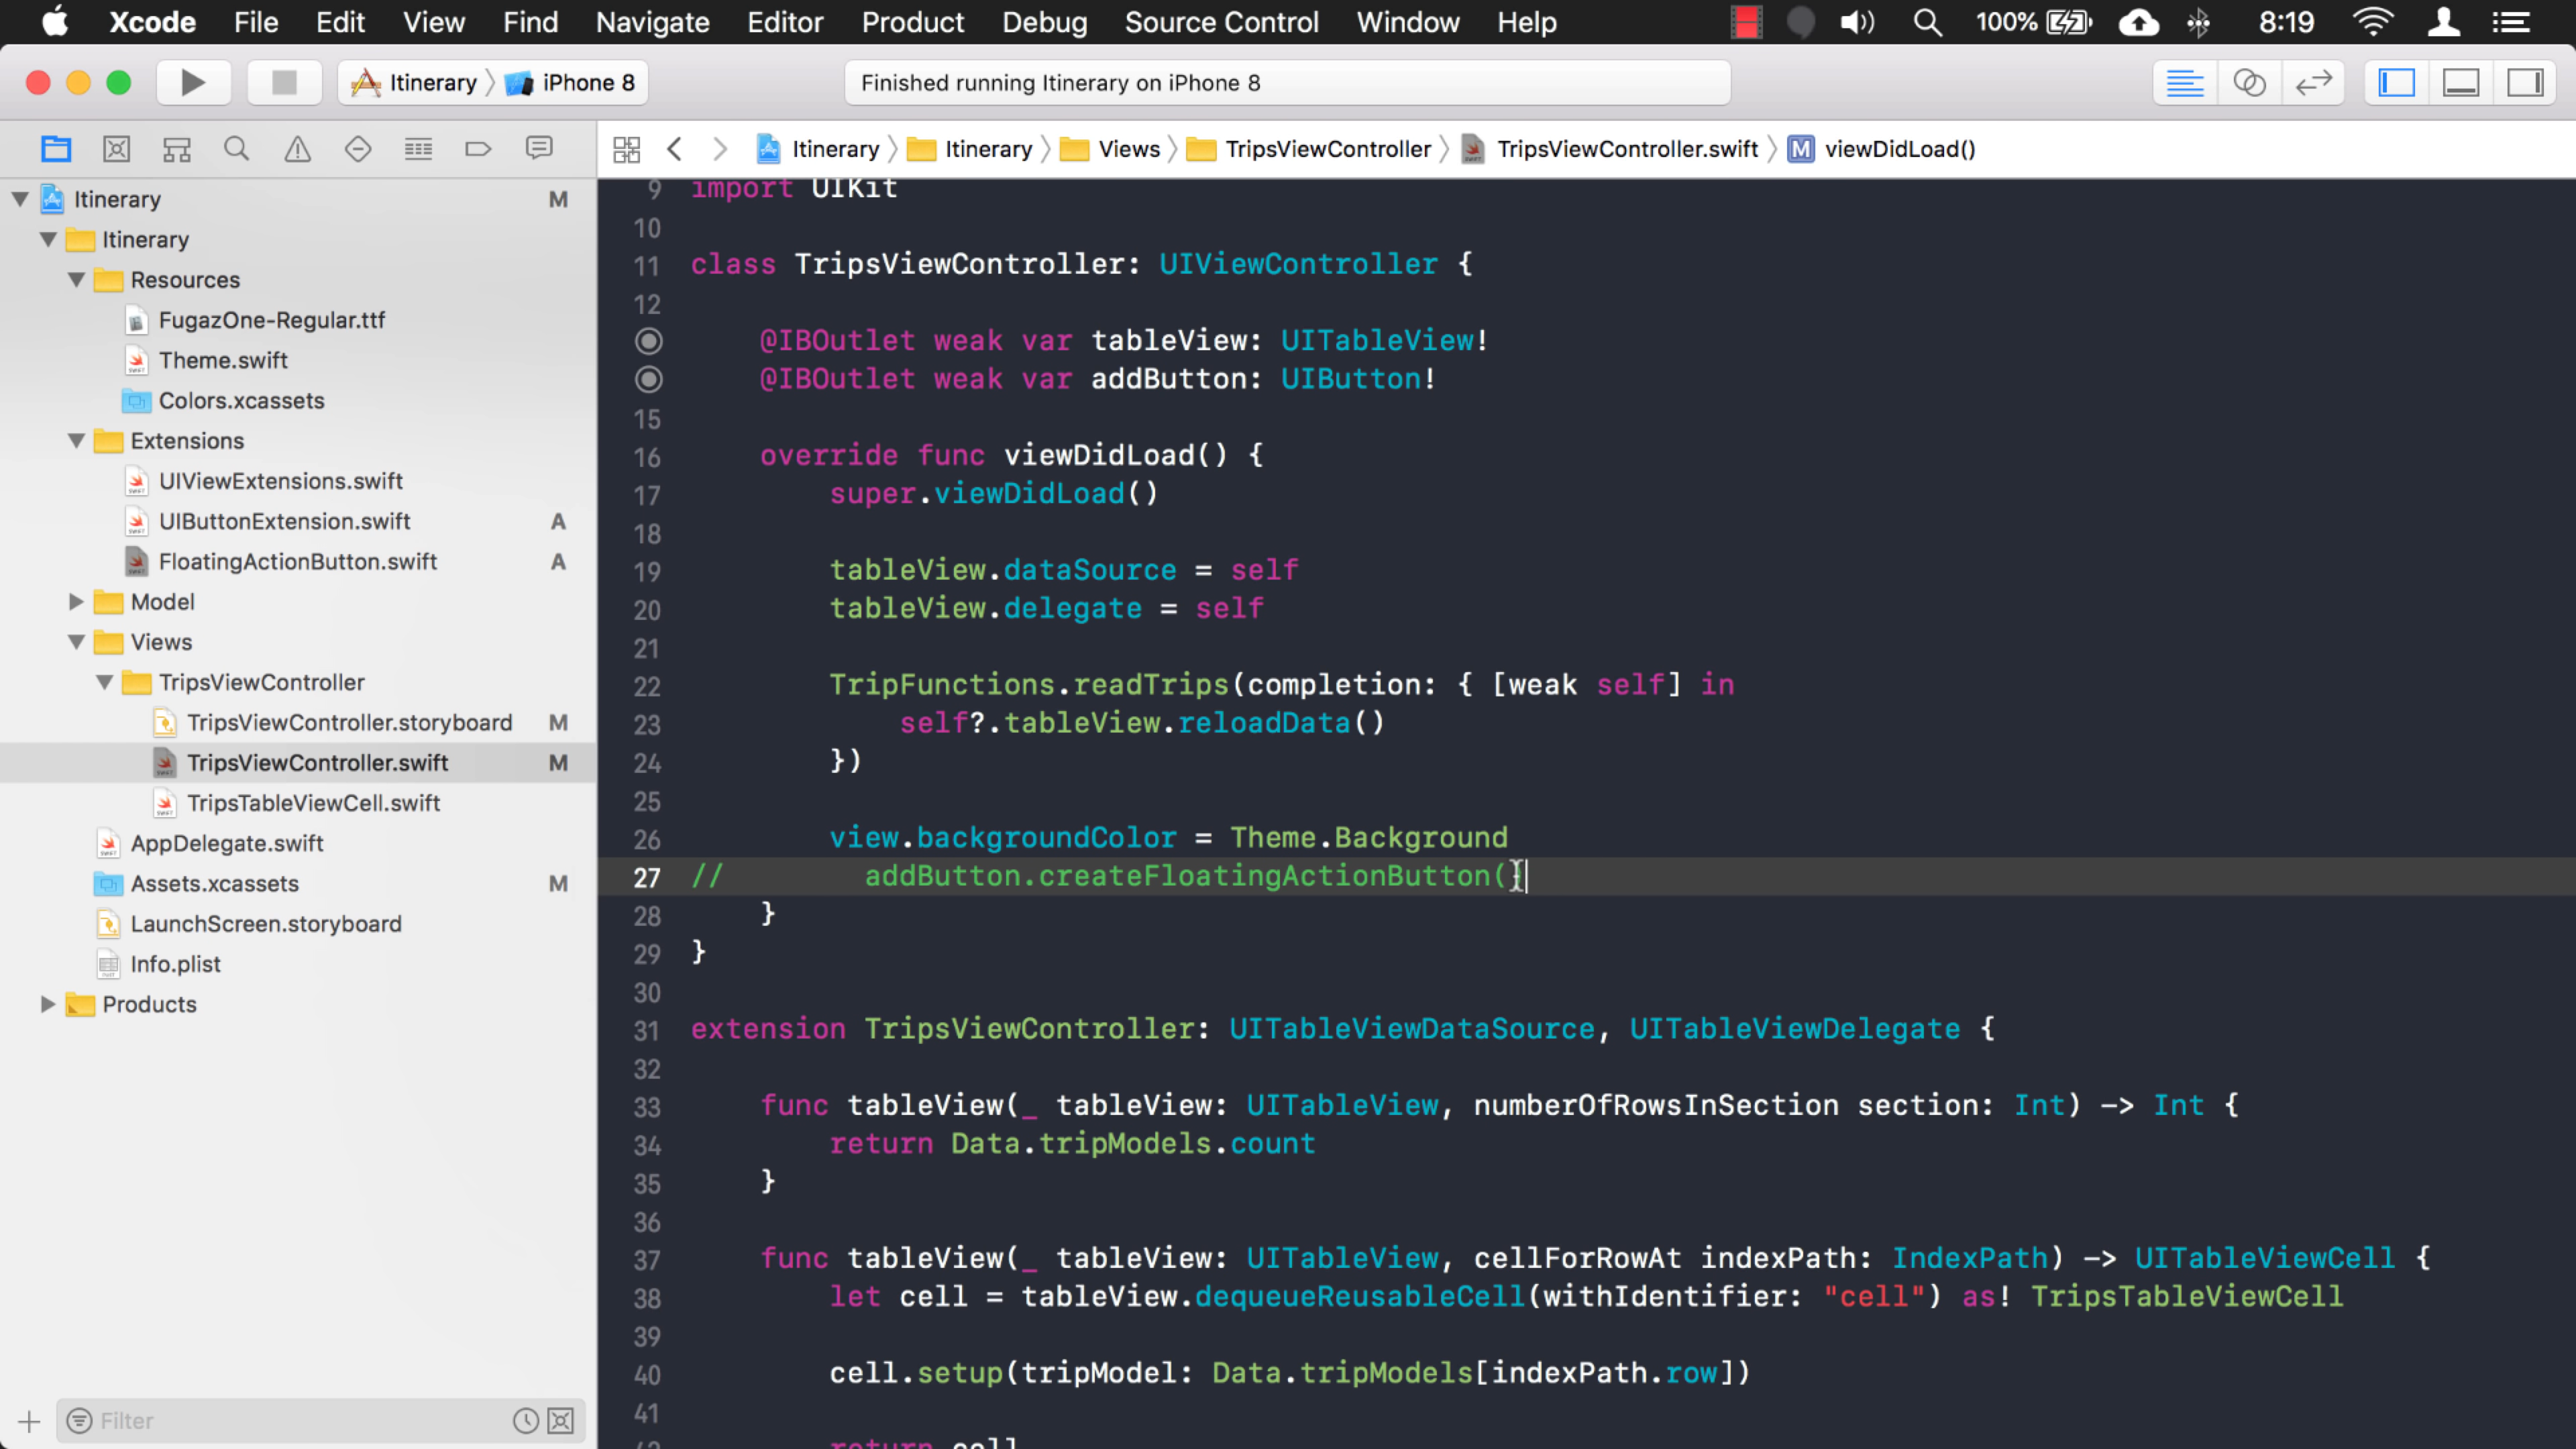 Xcode File Edit View Find Navigate Editor Product Debug Source Control Window Help 100% 8:19
Itinerary iPhone 8 Finished running Itinerary on iPhone 8
Itinerary Itinerary Views TripsViewController TripsViewController.swift M viewDidLoad()
Itinerary M
Itinerary
Resources
FugazOne-Regular.ttf
Theme.swift
Colors.xcassets
Extensions
UIViewExtensions.swift
UIButtonExtension.swift A
FloatingActionButton.swift A
Model
Views
TripsViewController
TripsViewController.storyboard M
TripsViewController.swift M
TripsTableViewCell.swift
AppDelegate.swift
Assets.xcassets M
LaunchScreen.storyboard
Info.plist
Products
Filter
9 import UIKit
10
11 class TripsViewController: UIViewController {
12
@IBOutlet weak var tableView: UITableView!
@IBOutlet weak var addButton: UIButton!
15
16 override func viewDidLoad() {
17 super.viewDidLoad()
18
19 tableView.dataSource = self
20 tableView.delegate = self
21
22 TripFunctions.readTrips(completion: { [weak self] in
23 self?.tableView.reloadData()
24 })
25
26 view.backgroundColor = Theme.Background
27 // addButton.createFloatingActionButton()
28 }
29 }
30
31 extension TripsViewController: UITableViewDataSource, UITableViewDelegate {
32
33 func tableView(_ tableView: UITableView, numberOfRowsInSection section: Int) -> Int {
34 return Data.tripModels.count
35 }
36
37 func tableView(_ tableView: UITableView, cellForRowAt indexPath: IndexPath) -> UITableViewCell {
38 let cell = tableView.dequeueReusableCell(withIdentifier: "cell") as! TripsTableViewCell
39
40 cell.setup(tripModel: Data.tripModels[indexPath.row])
41
42 return cell